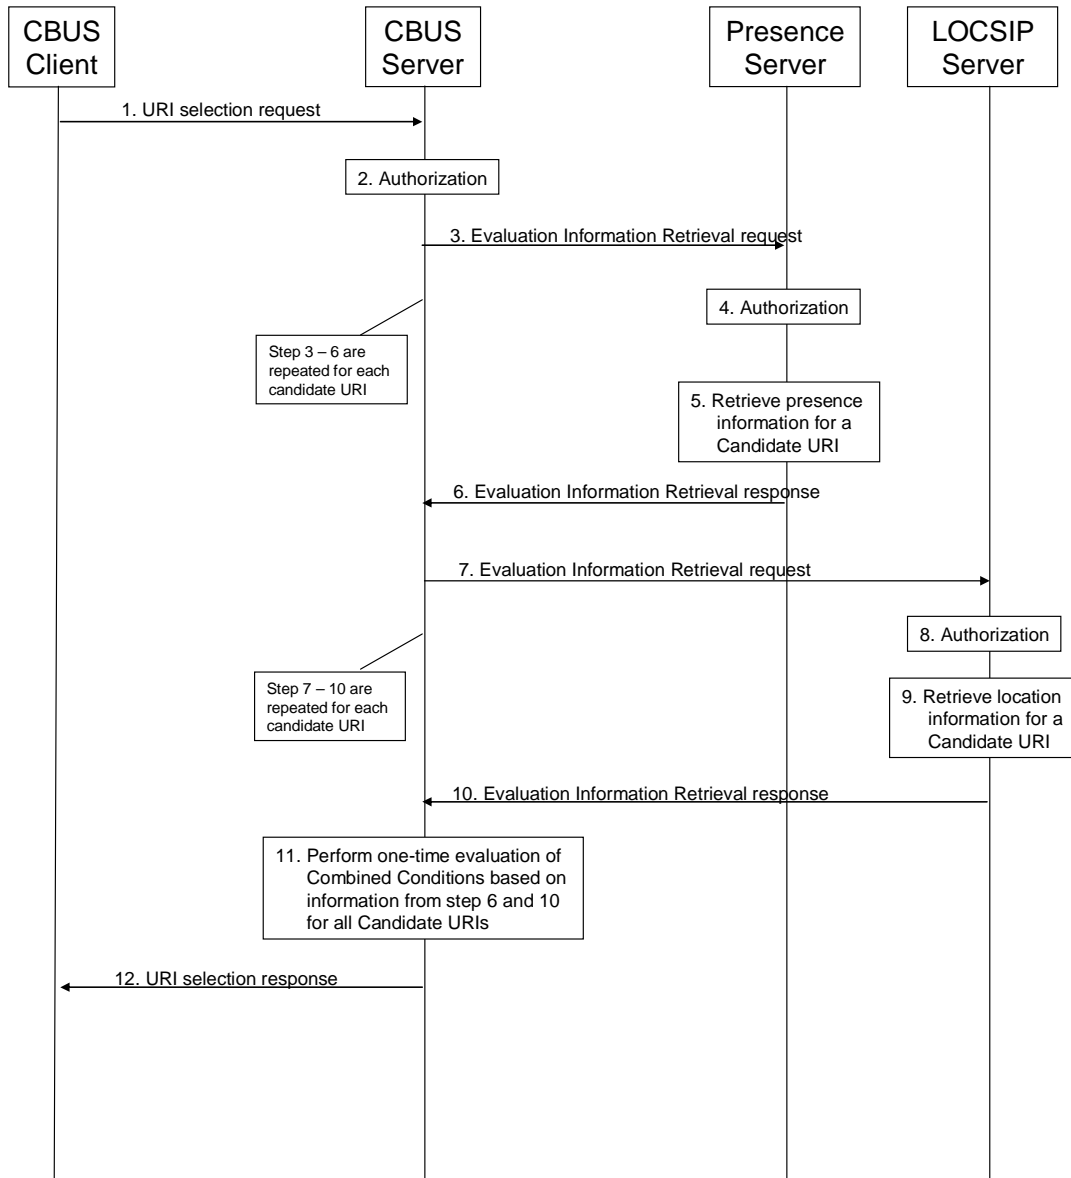 CBUS
Client
CBUS
Server
Presence
Server
LOCSIP
Server
1. URI selection request
2. Authorization
3. Evaluation Information Retrieval request
4. Authorization
Step 3 – 6 are
repeated for each
candidate URI
5. Retrieve presence
information for a
Candidate URI
6. Evaluation Information Retrieval response
7. Evaluation Information Retrieval request
8. Authorization
Step 7 – 10 are
repeated for each
candidate URI
9. Retrieve location
information for a
Candidate URI
10. Evaluation Information Retrieval response
11. Perform one-time evaluation of
Combined Conditions based on
information from step 6 and 10
for all Candidate URIs
12. URI selection response